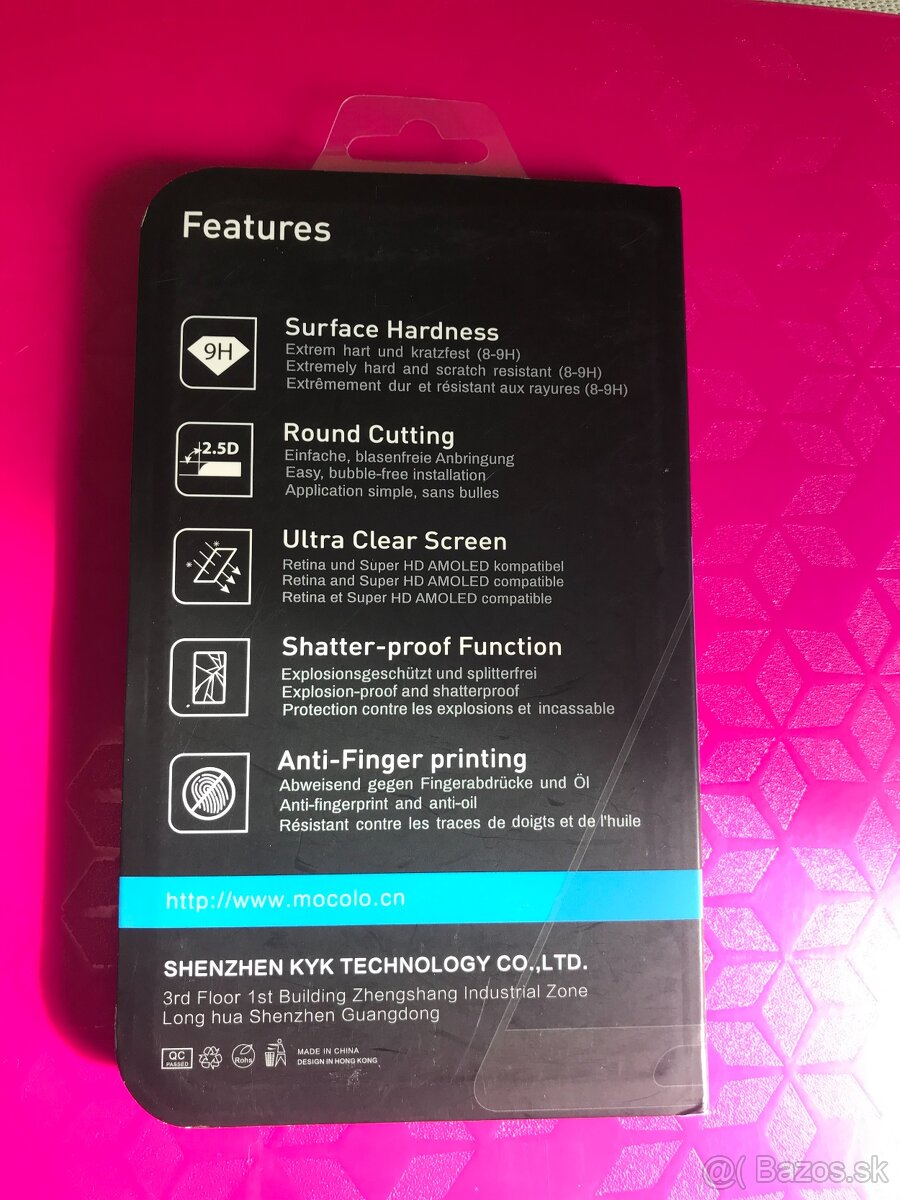 Features
9H
Surface Hardness
Extrem hart und kratzfest (8-9H)
Extremely hard and scratch resistant (8-9H)
Extrêmement dur et résistant aux rayures (8-9H)
2.5D
Round Cutting
Einfache, blasenfreie Anbringung
Easy, bubble-free installation
Application simple, sans bulles
Ultra Clear Screen
Retina und Super HD AMOLED kompatibel
Retina and Super HD AMOLED compatible
Retina et Super HD AMOLED compatible
Shatter-proof Function
Explosionsgeschützt und splitterfrei
Explosion-proof and shatterproof
Protection contre les explosions et incassable
Anti-Finger printing
Abweisend gegen Fingerabdrücke und Öl
Anti-fingerprint and anti-oil
Résistant contre les traces de doigts et de l'huile
http://www.mocolo.cn
SHENZHEN KYK TECHNOLOGY CO.,LTD.
3rd Floor 1st Building Zhengshang Industrial Zone
Long hua Shenzhen Guangdong
QC
PASSED
Rohs
MADE IN CHINA
DESIGN IN HONG KONG
@( Bazos.sk